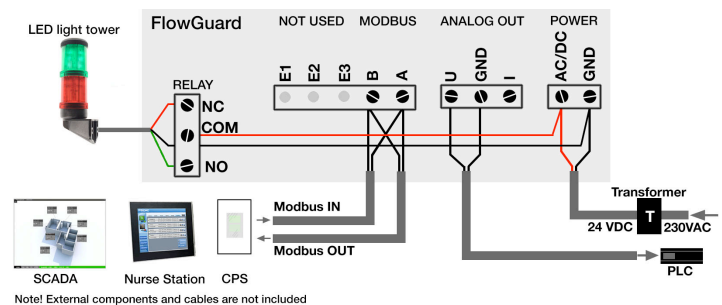 FlowGuard NOT USED MODBUS ANALOG OUT POWER
LED light tower
E1 E2 E3 B A U GND I AC/DC GND
RELAY
NC
COM
NO
Modbus IN
Modbus OUT
Transformer
T
24 VDC 230VAC
PLC
SCADA Nurse Station CPS
Note! External components and cables are not included